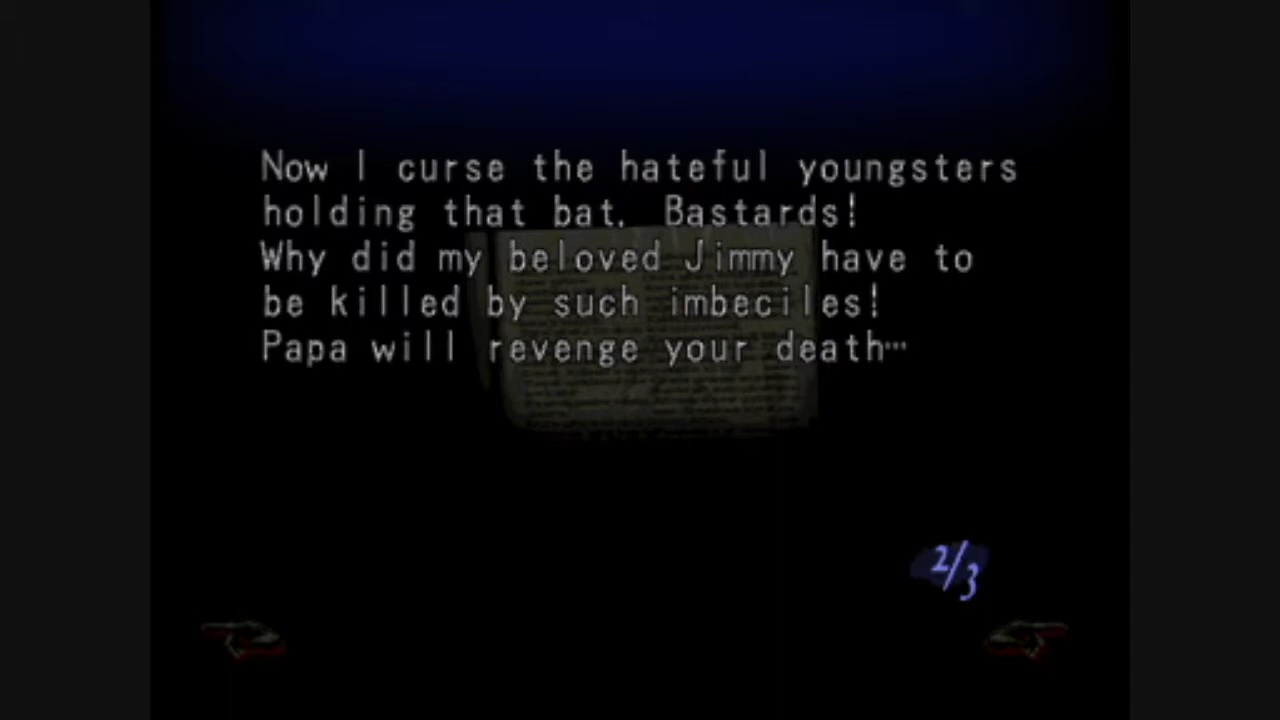 Now I curse the hateful youngsters
holding that bat. Bastards!
Why did my beloved Jimmy have to
be killed by such imbeciles!
Papa will revenge your death…
2/3